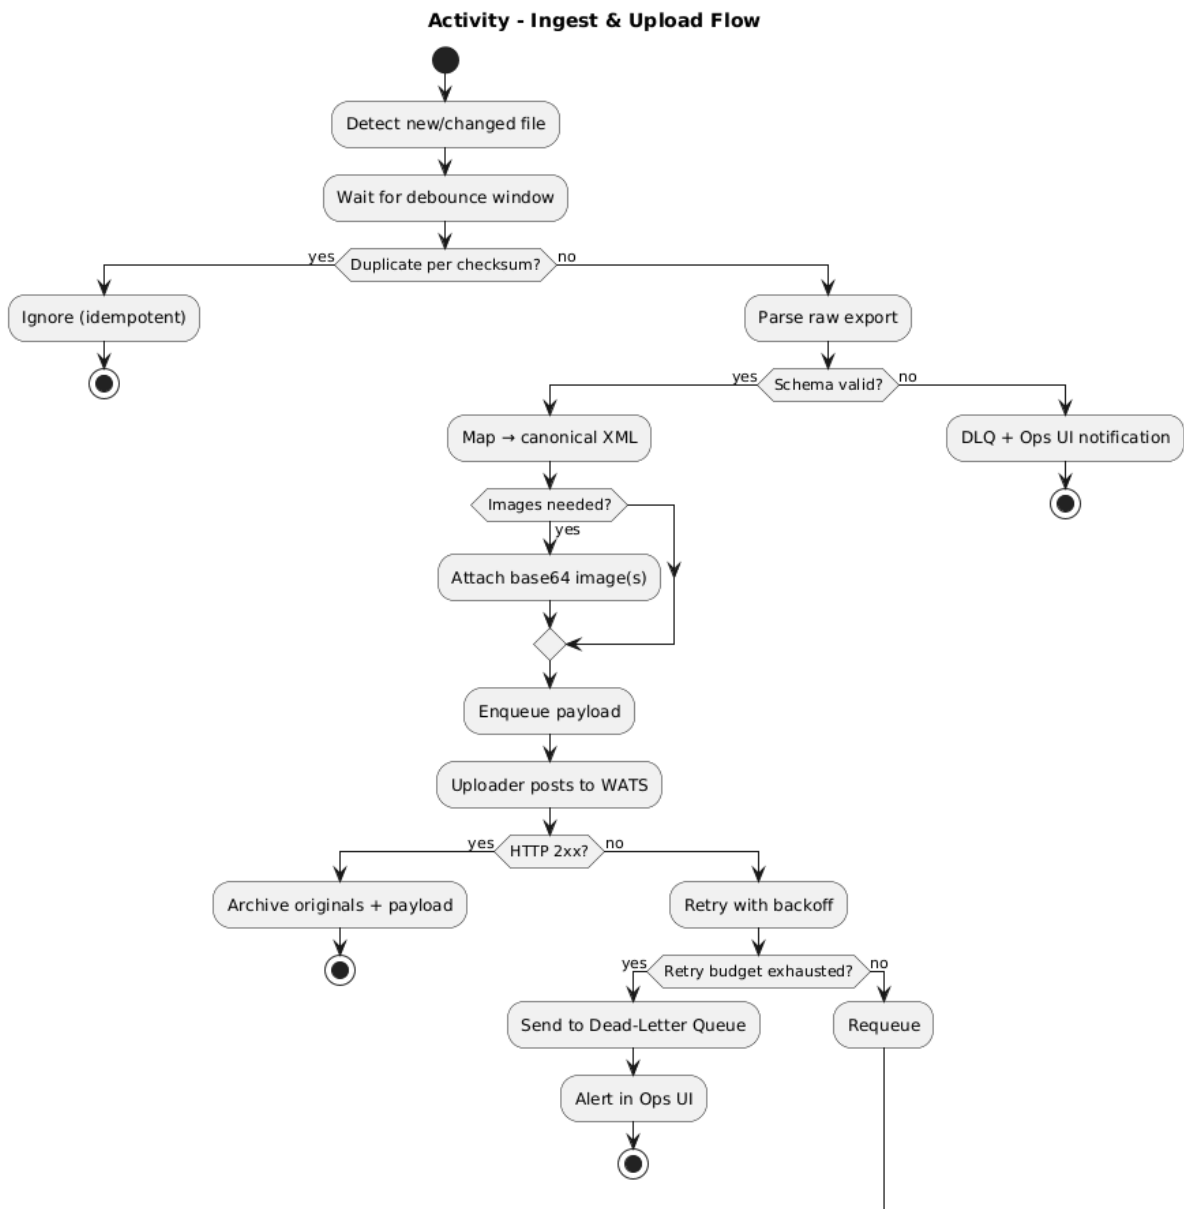 Activity - Ingest & Upload Flow
Detect new/changed file
Wait for debounce window
yes
Duplicate per checksum?
no
Ignore (idempotent)
Parse raw export
yes
Schema valid?
no
Map → canonical XML
DLQ + Ops UI notification
Images needed?
yes
Attach base64 image(s)
Enqueue payload
Uploader posts to WATS
yes
HTTP 2xx?
no
Archive originals + payload
Retry with backoff
yes
Retry budget exhausted?
no
Send to Dead-Letter Queue
Requeue
Alert in Ops UI